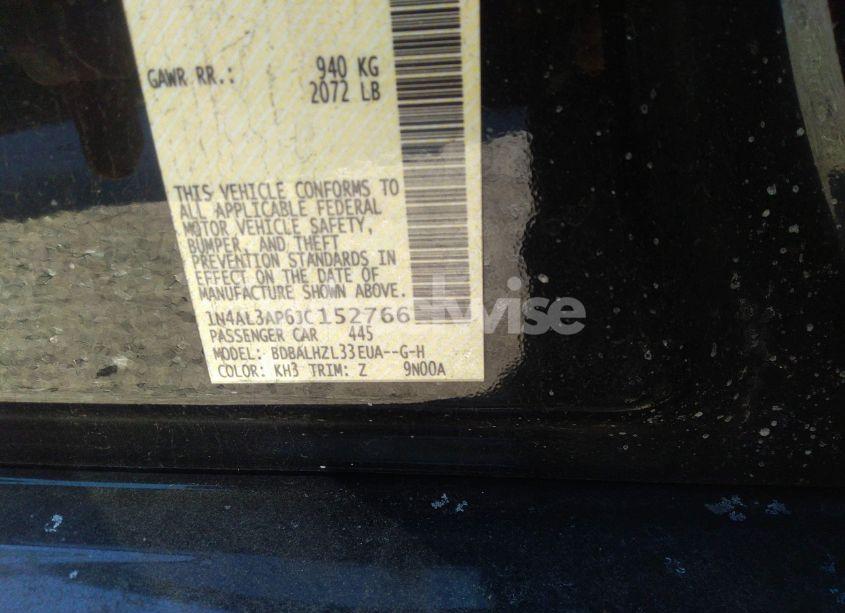 GAWR RR.: 940 KG
2072 LB
THIS VEHICLE CONFORMS TO
ALL APPLICABLE FEDERAL
MOTOR VEHICLE SAFETY,
BUMPER, AND THEFT
PREVENTION STANDARDS IN
EFFECT ON THE DATE OF
MANUFACTURE SHOWN ABOVE.
1N4AL3AP6JC152766
PASSENGER CAR 445
MODEL: BDBALHZL33EUA--G-H
COLOR: KH3 TRIM: Z 9N00A